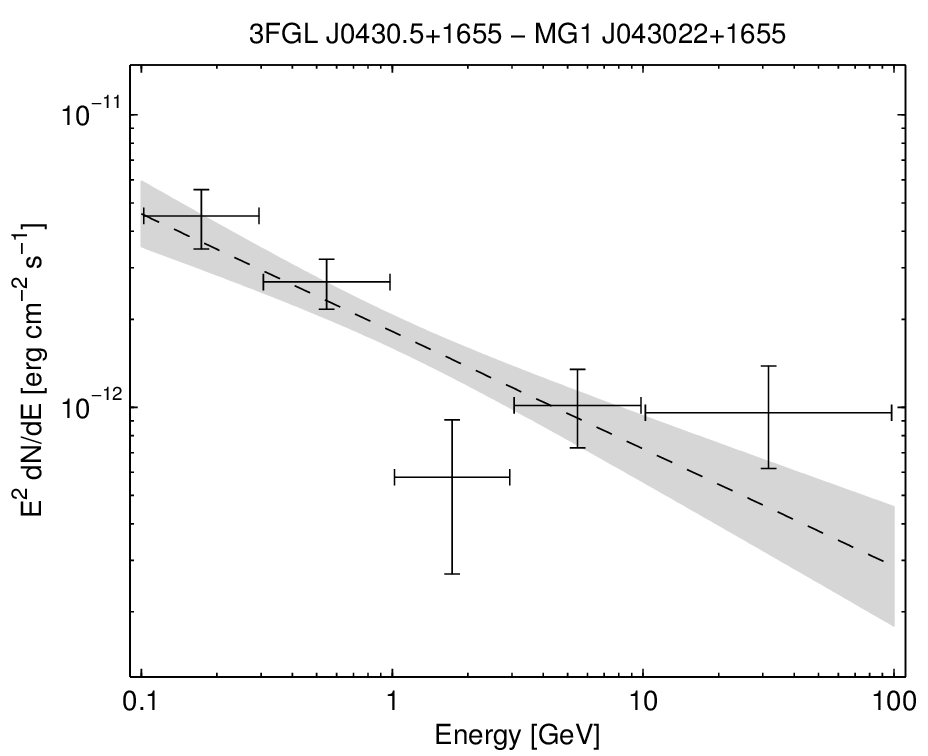 3FGL J0430.5+1655 − MG1 J043022+1655
10⁻¹¹
10⁻¹²
E² dN/dE [erg cm⁻² s⁻¹]
0.1 1 10 100
Energy [GeV]